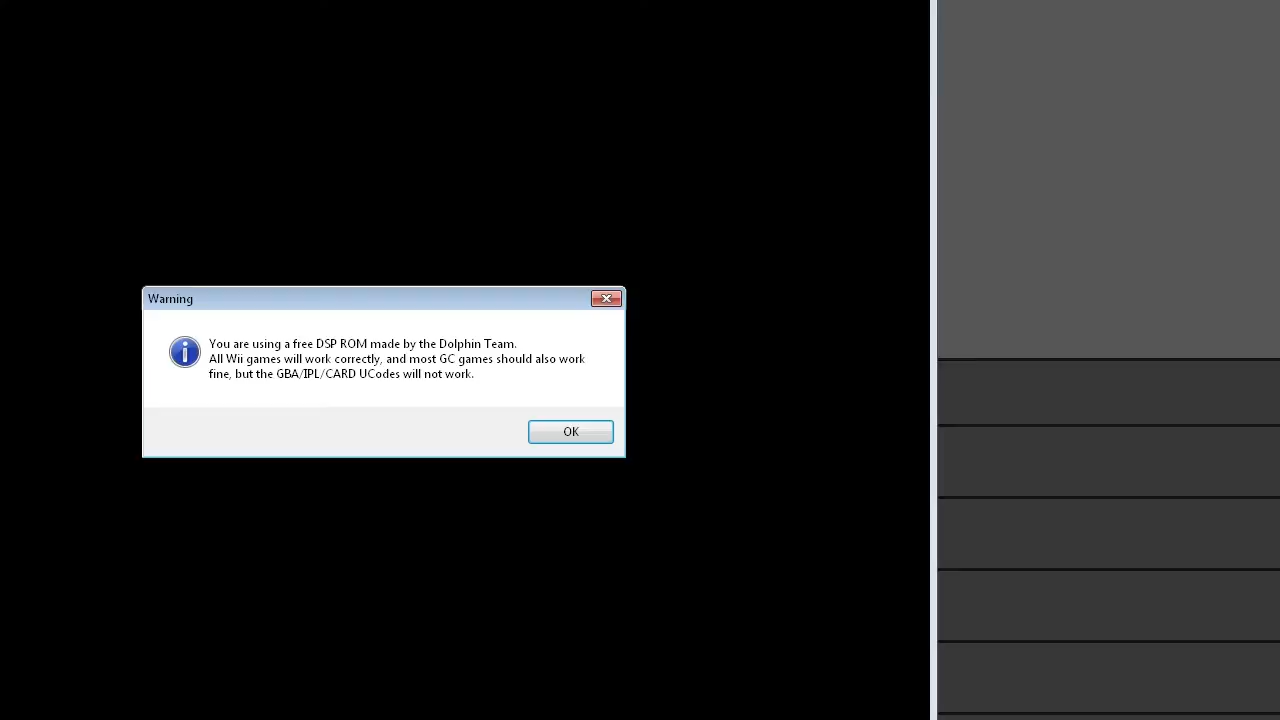 Warning
You are using a free DSP ROM made by the Dolphin Team.
All Wii games will work correctly, and most GC games should also work
fine, but the GBA/IPL/CARD UCodes will not work.
OK